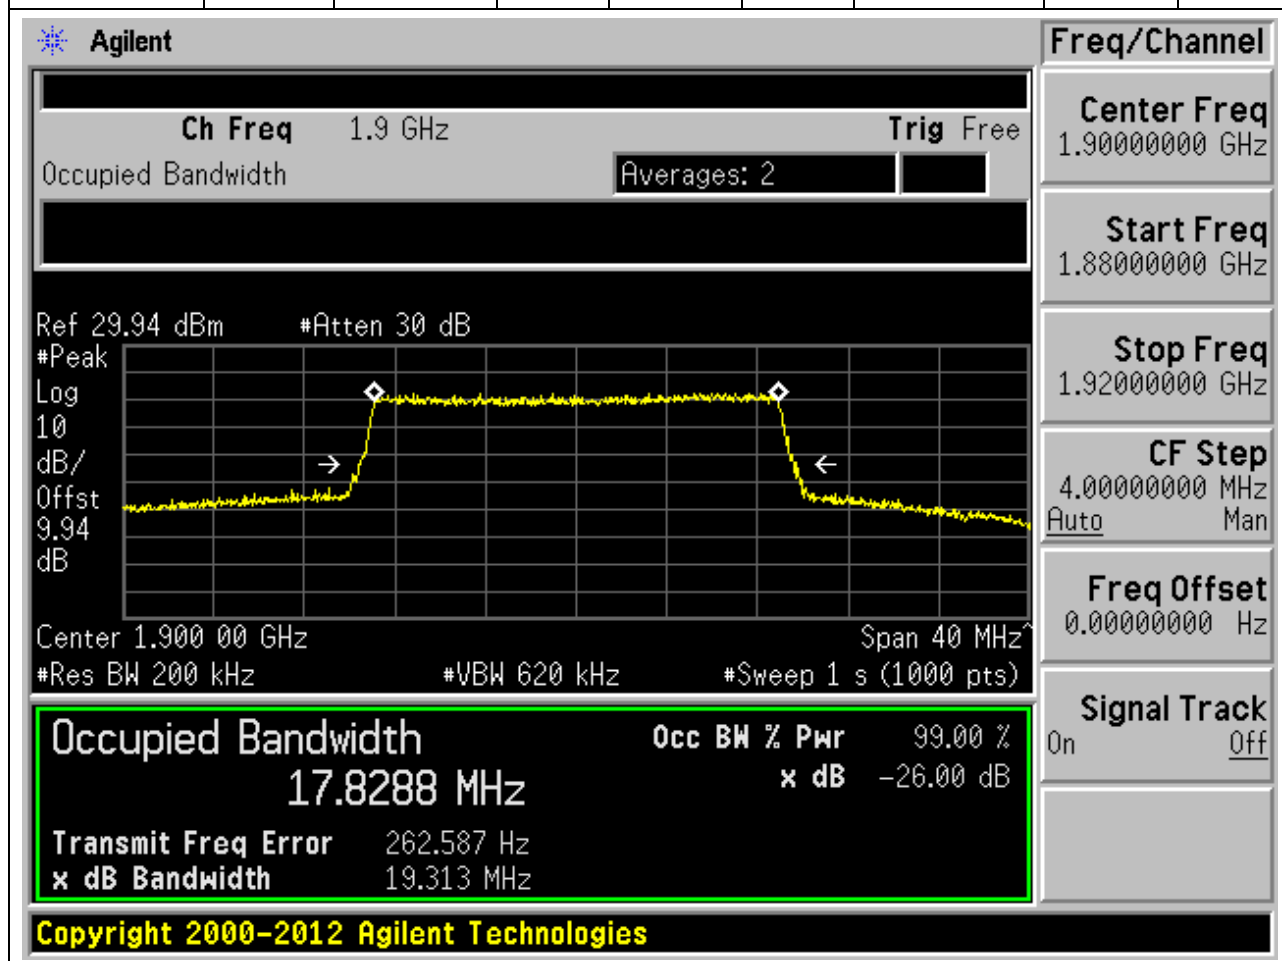 Agilent
Freq/Channel
Ch Freq 1.9 GHz Trig Free
Occupied Bandwidth Averages: 2
Center Freq
1.90000000 GHz
Start Freq
1.88000000 GHz
Stop Freq
1.92000000 GHz
CF Step
4.00000000 MHz
Auto Man
Freq Offset
0.00000000 Hz
Signal Track
On Off
Ref 29.94 dBm #Atten 30 dB
#Peak
Log
10
dB/
Offst
9.94
dB
Center 1.900 00 GHz Span 40 MHz^
#Res BW 200 kHz #VBW 620 kHz #Sweep 1 s (1000 pts)
Occupied Bandwidth Occ BW % Pwr 99.00 %
17.8288 MHz x dB -26.00 dB
Transmit Freq Error 262.587 Hz
x dB Bandwidth 19.313 MHz
Copyright 2000-2012 Agilent Technologies